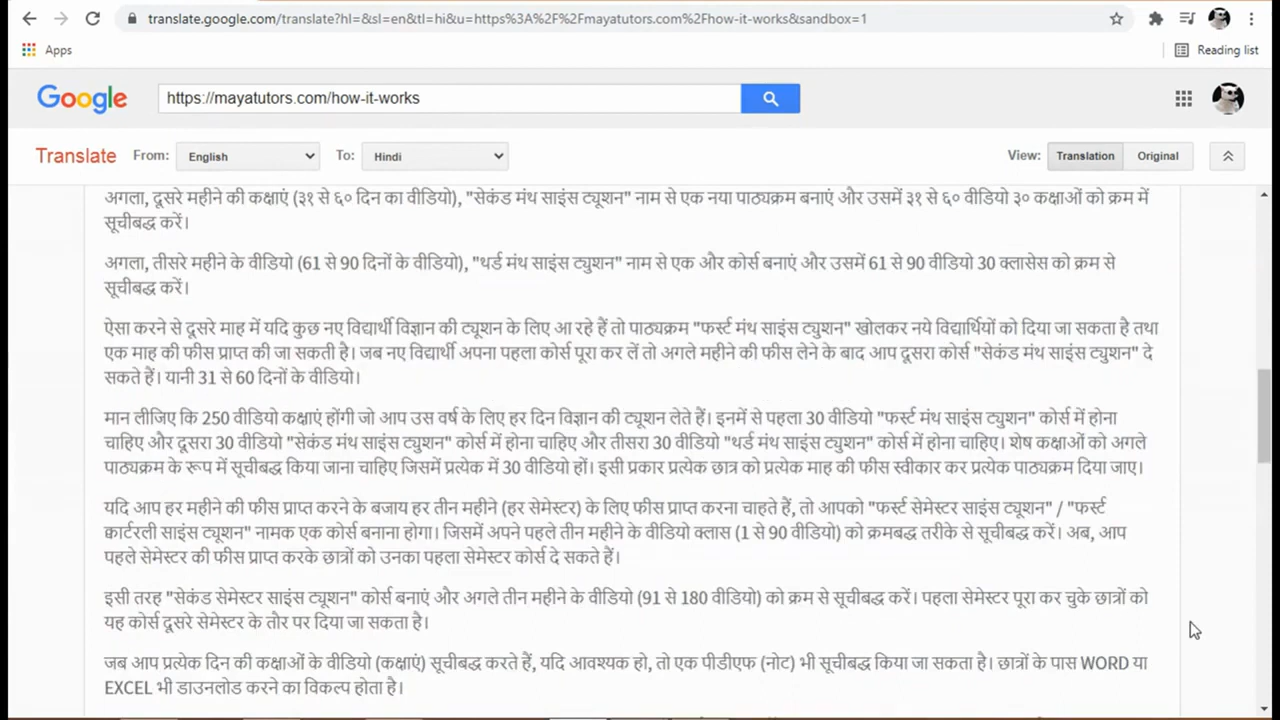 translate.google.com/translate?hl=&sl=en&tl=hi&u=https%3A%2F%2Fmayatutors.com%2Fhow-it-works&sandbox=1
Apps
Reading list
Google
https://mayatutors.com/how-it-works
Translate From: English To: Hindi View: Translation Original
अगला, दूसरे महीने की कक्षाएं (३१ से ६० दिन का वीडियो), "सेकंड मंथ साइंस ट्यूशन" नाम से एक नया पाठ्यक्रम बनाएं और उसमें ३१ से ६० वीडियो ३० कक्षाओं को क्रम में
सूचीबद्ध करें।
अगला, तीसरे महीने के वीडियो (61 से 90 दिनों के वीडियो), "थर्ड मंथ साइंस ट्युशन" नाम से एक और कोर्स बनाएं और उसमें 61 से 90 वीडियो 30 क्लासेस को क्रम से
सूचीबद्ध करें।
ऐसा करने से दूसरे माह में यदि कुछ नए विद्यार्थी विज्ञान की ट्यूशन के लिए आ रहे हैं तो पाठ्यक्रम "फर्स्ट मंथ साइंस ट्युशन" खोलकर नये विद्यार्थियों को दिया जा सकता है तथा
एक माह की फीस प्राप्त की जा सकती है। जब नए विद्यार्थी अपना पहला कोर्स पूरा कर लें तो अगले महीने की फीस लेने के बाद आप दूसरा कोर्स "सेकंड मंथ साइंस ट्युशन" दे
सकते हैं। यानी 31 से 60 दिनों के वीडियो।
मान लीजिए कि 250 वीडियो कक्षाएं होंगी जो आप उस वर्ष के लिए हर दिन विज्ञान की ट्यूशन लेते हैं। इनमें से पहला 30 वीडियो "फर्स्ट मंथ साइंस ट्युशन" कोर्स में होना
चाहिए और दूसरा 30 वीडियो "सेकंड मंथ साइंस ट्युशन" कोर्स में होना चाहिए और तीसरा 30 वीडियो "थर्ड मंथ साइंस ट्युशन" कोर्स में होना चाहिए। शेष कक्षाओं को अगले
पाठ्यक्रम के रूप में सूचीबद्ध किया जाना चाहिए जिसमें प्रत्येक में 30 वीडियो हों। इसी प्रकार प्रत्येक छात्र को प्रत्येक माह की फीस स्वीकार कर प्रत्येक पाठ्यक्रम दिया जाए।
यदि आप हर महीने की फीस प्राप्त करने के बजाय हर तीन महीने (हर सेमेस्टर) के लिए फीस प्राप्त करना चाहते हैं, तो आपको "फर्स्ट सेमेस्टर साइंस ट्यूशन" / "फर्स्ट
क्वार्टरली साइंस ट्यूशन" नामक एक कोर्स बनाना होगा। जिसमें अपने पहले तीन महीने के वीडियो क्लास (1 से 90 वीडियो) को क्रमबद्ध तरीके से सूचीबद्ध करें। अब, आप
पहले सेमेस्टर की फीस प्राप्त करके छात्रों को उनका पहला सेमेस्टर कोर्स दे सकते हैं।
इसी तरह "सेकंड सेमेस्टर साइंस ट्यूशन" कोर्स बनाएं और अगले तीन महीने के वीडियो (91 से 180 वीडियो) को क्रम से सूचीबद्ध करें। पहला सेमेस्टर पूरा कर चुके छात्रों को
यह कोर्स दूसरे सेमेस्टर के तौर पर दिया जा सकता है।
जब आप प्रत्येक दिन की कक्षाओं के वीडियो (कक्षाएं) सूचीबद्ध करते हैं, यदि आवश्यक हो, तो एक पीडीएफ (नोट) भी सूचीबद्ध किया जा सकता है। छात्रों के पास WORD या
EXCEL भी डाउनलोड करने का विकल्प होता है।